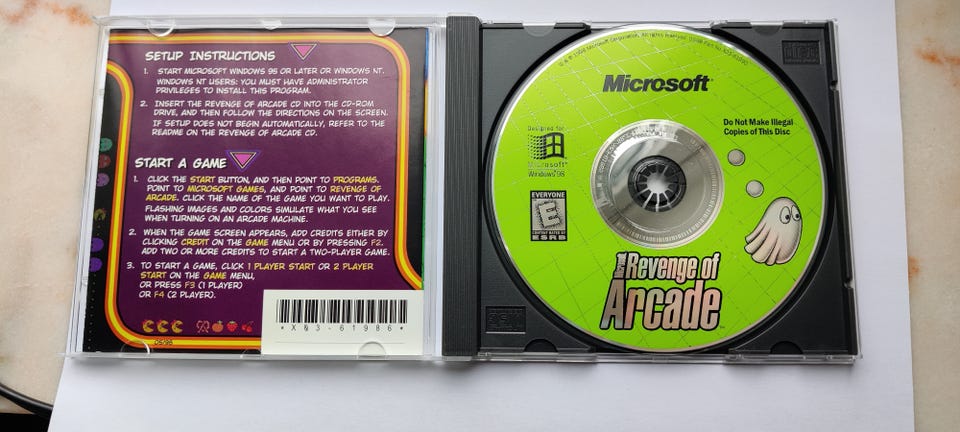 SETUP INSTRUCTIONS
1. START MICROSOFT WINDOWS 95 OR LATER OR WINDOWS NT.
WINDOWS NT USERS: YOU MUST HAVE ADMINISTRATOR
PRIVILEGES TO INSTALL THIS PROGRAM.
2. INSERT THE REVENGE OF ARCADE CD INTO THE CD-ROM
DRIVE, AND THEN FOLLOW THE DIRECTIONS ON THE SCREEN.
IF SETUP DOES NOT BEGIN AUTOMATICALLY, REFER TO THE
README ON THE REVENGE OF ARCADE CD.
START A GAME
1. CLICK THE START BUTTON, AND THEN POINT TO PROGRAMS.
POINT TO MICROSOFT GAMES, AND POINT TO REVENGE OF
ARCADE. CLICK THE NAME OF THE GAME YOU WANT TO PLAY.
FLASHING IMAGES AND COLORS SIMULATE WHAT YOU SEE
WHEN TURNING ON AN ARCADE MACHINE.
2. WHEN THE GAME SCREEN APPEARS, ADD CREDITS EITHER BY
CLICKING CREDIT ON THE GAME MENU OR BY PRESSING F2.
ADD TWO OR MORE CREDITS TO START A TWO-PLAYER GAME.
3. TO START A GAME, CLICK 1 PLAYER START OR 2 PLAYER
START ON THE GAME MENU,
OR PRESS F3 (1 PLAYER)
OR F4 (2 PLAYER).
*X03-61986*
Microsoft
Do Not Make Illegal
Copies of This Disc
Designed for
Microsoft
Windows 98
EVERYONE
E
CONTENT RATED BY
ESRB
Microsoft
Revenge of
Arcade